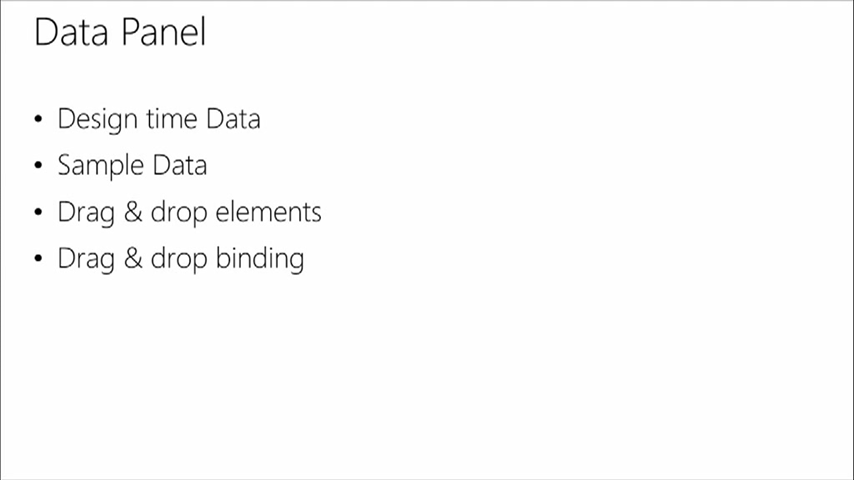 Data Panel
• Design time Data
• Sample Data
• Drag & drop elements
• Drag & drop binding